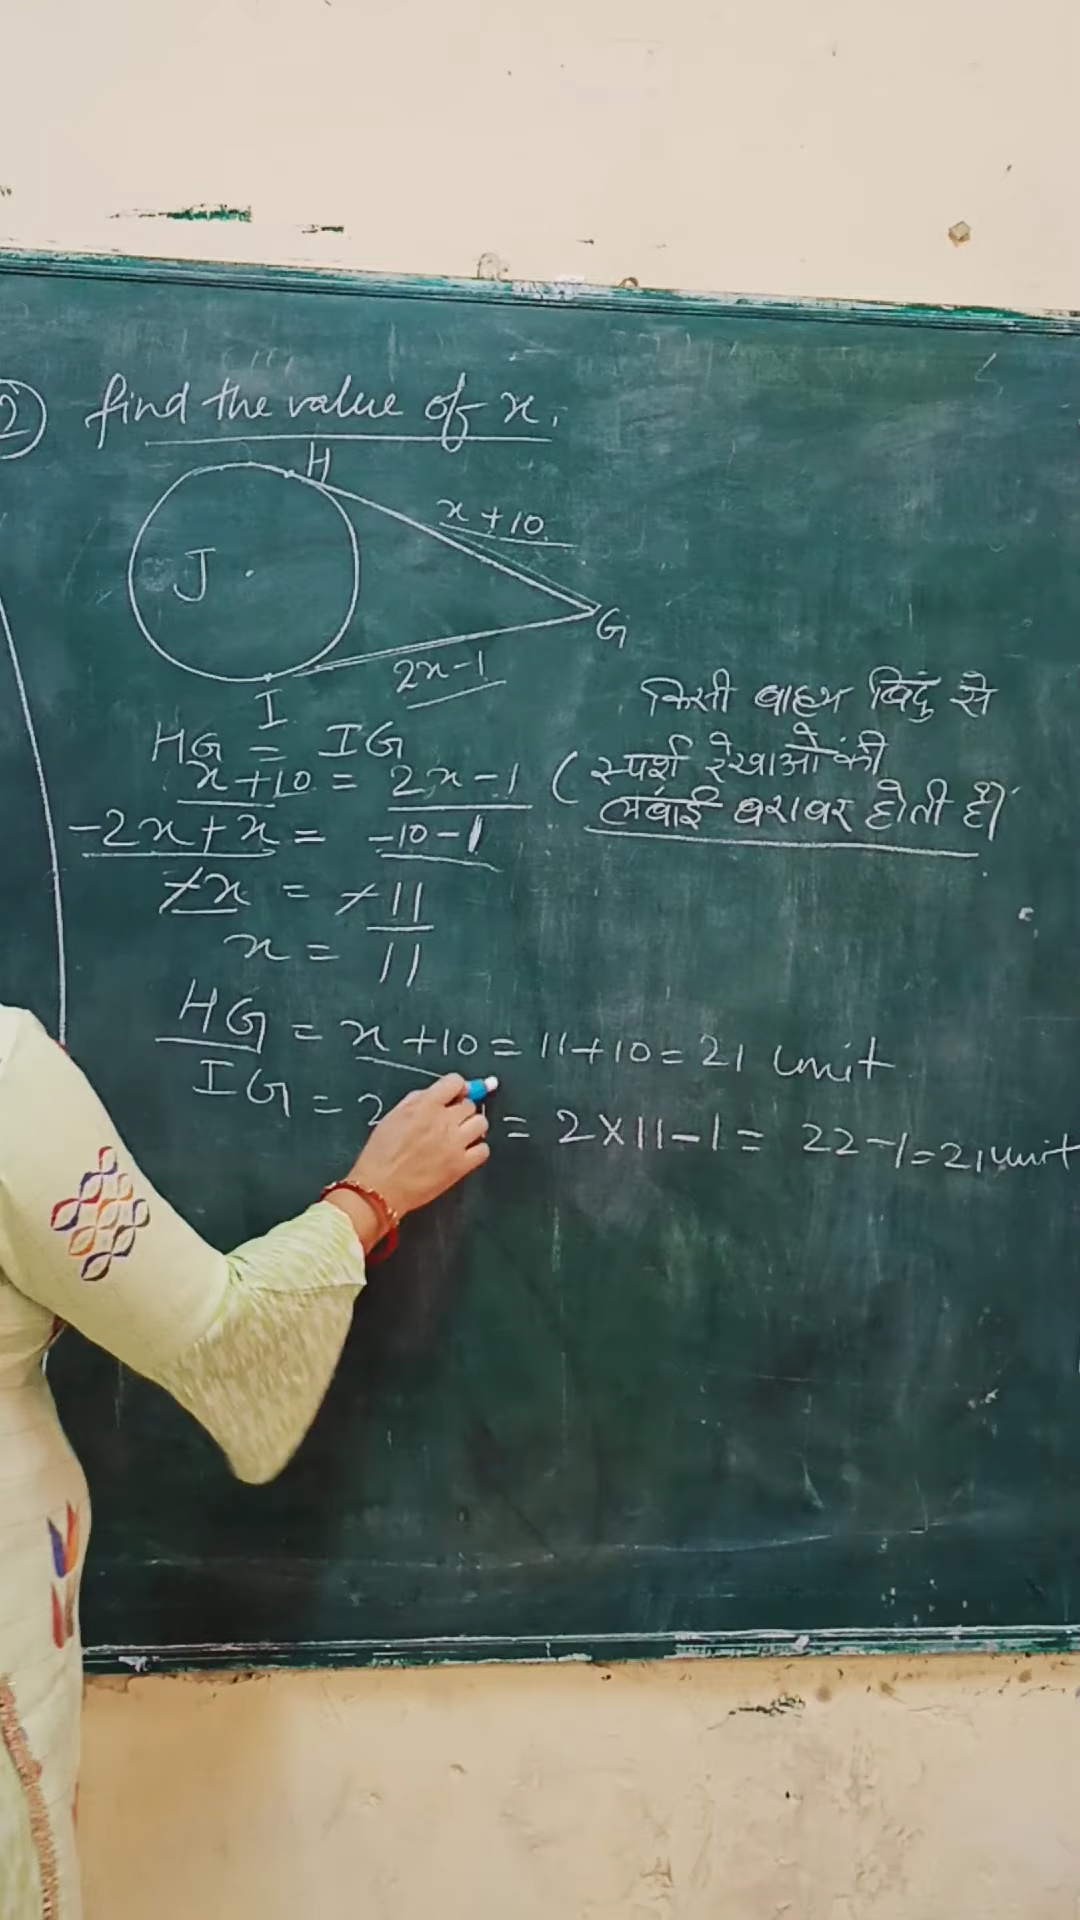 2) find the value of x.
H
x+10
J
G
2x-1
I
HG = IG
x+10 = 2x-1
-2x+x = -10-1
-x = -11
x = 11
(किसी बाह्य बिंदु से
स्पर्श रेखाओं की
लंबाई बराबर होती है)
HG = x+10 = 11+10 = 21 unit
IG = 2 1 = 2×11-1 = 22-1 = 21 unit